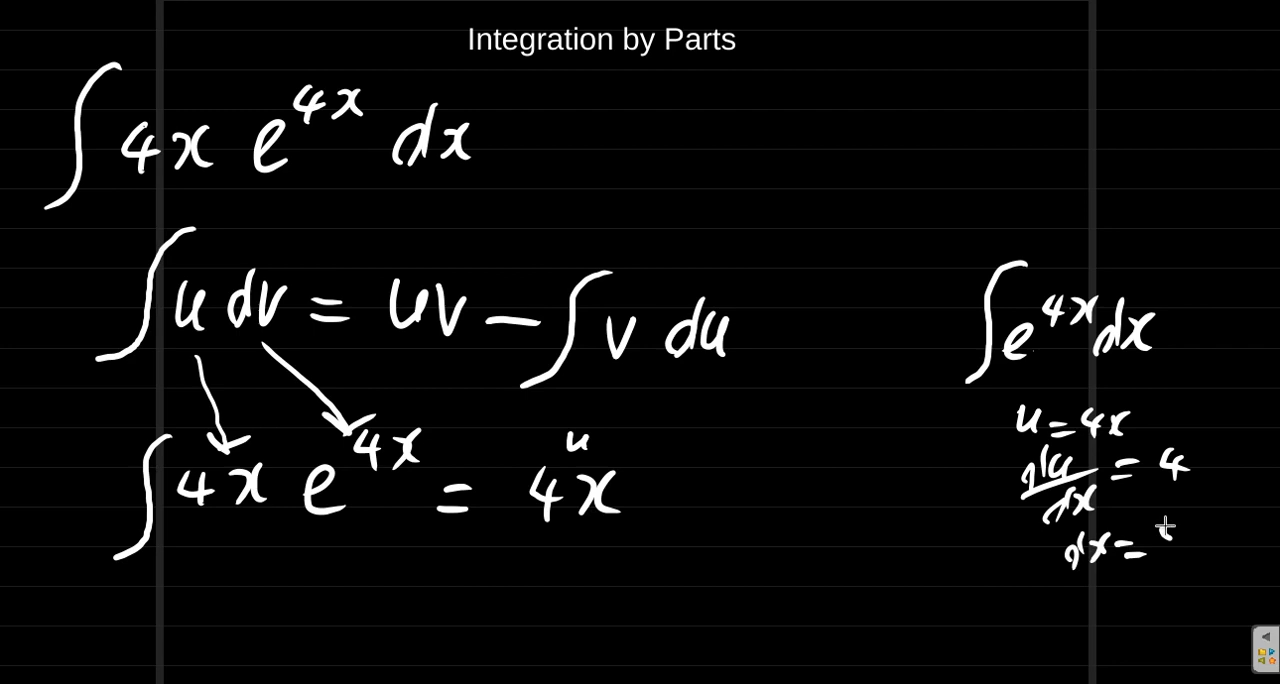 Integration by Parts
∫ 4x e^{4x} dx
∫ u dv = uv − ∫ v du
∫ 4x e^{4x} = 4x
u
∫ e^{4x} dx
u = 4x
du/dx = 4
dx =